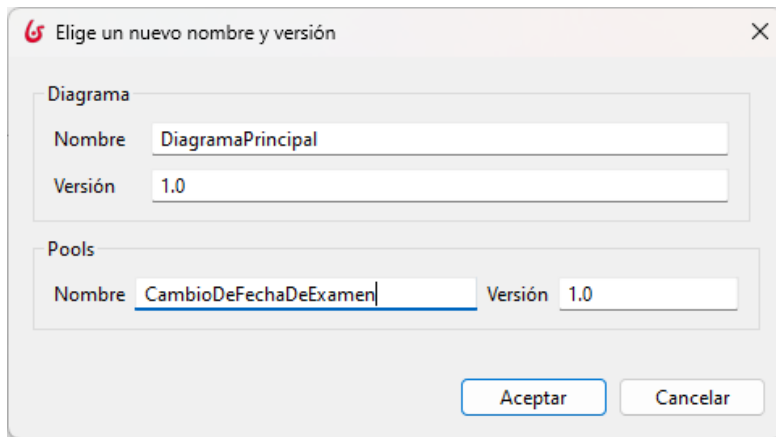 Elige un nuevo nombre y versión
Diagrama
Nombre DiagramaPrincipal
Versión 1.0
Pools
Nombre CambioDeFechaDeExamen Versión 1.0
Aceptar Cancelar